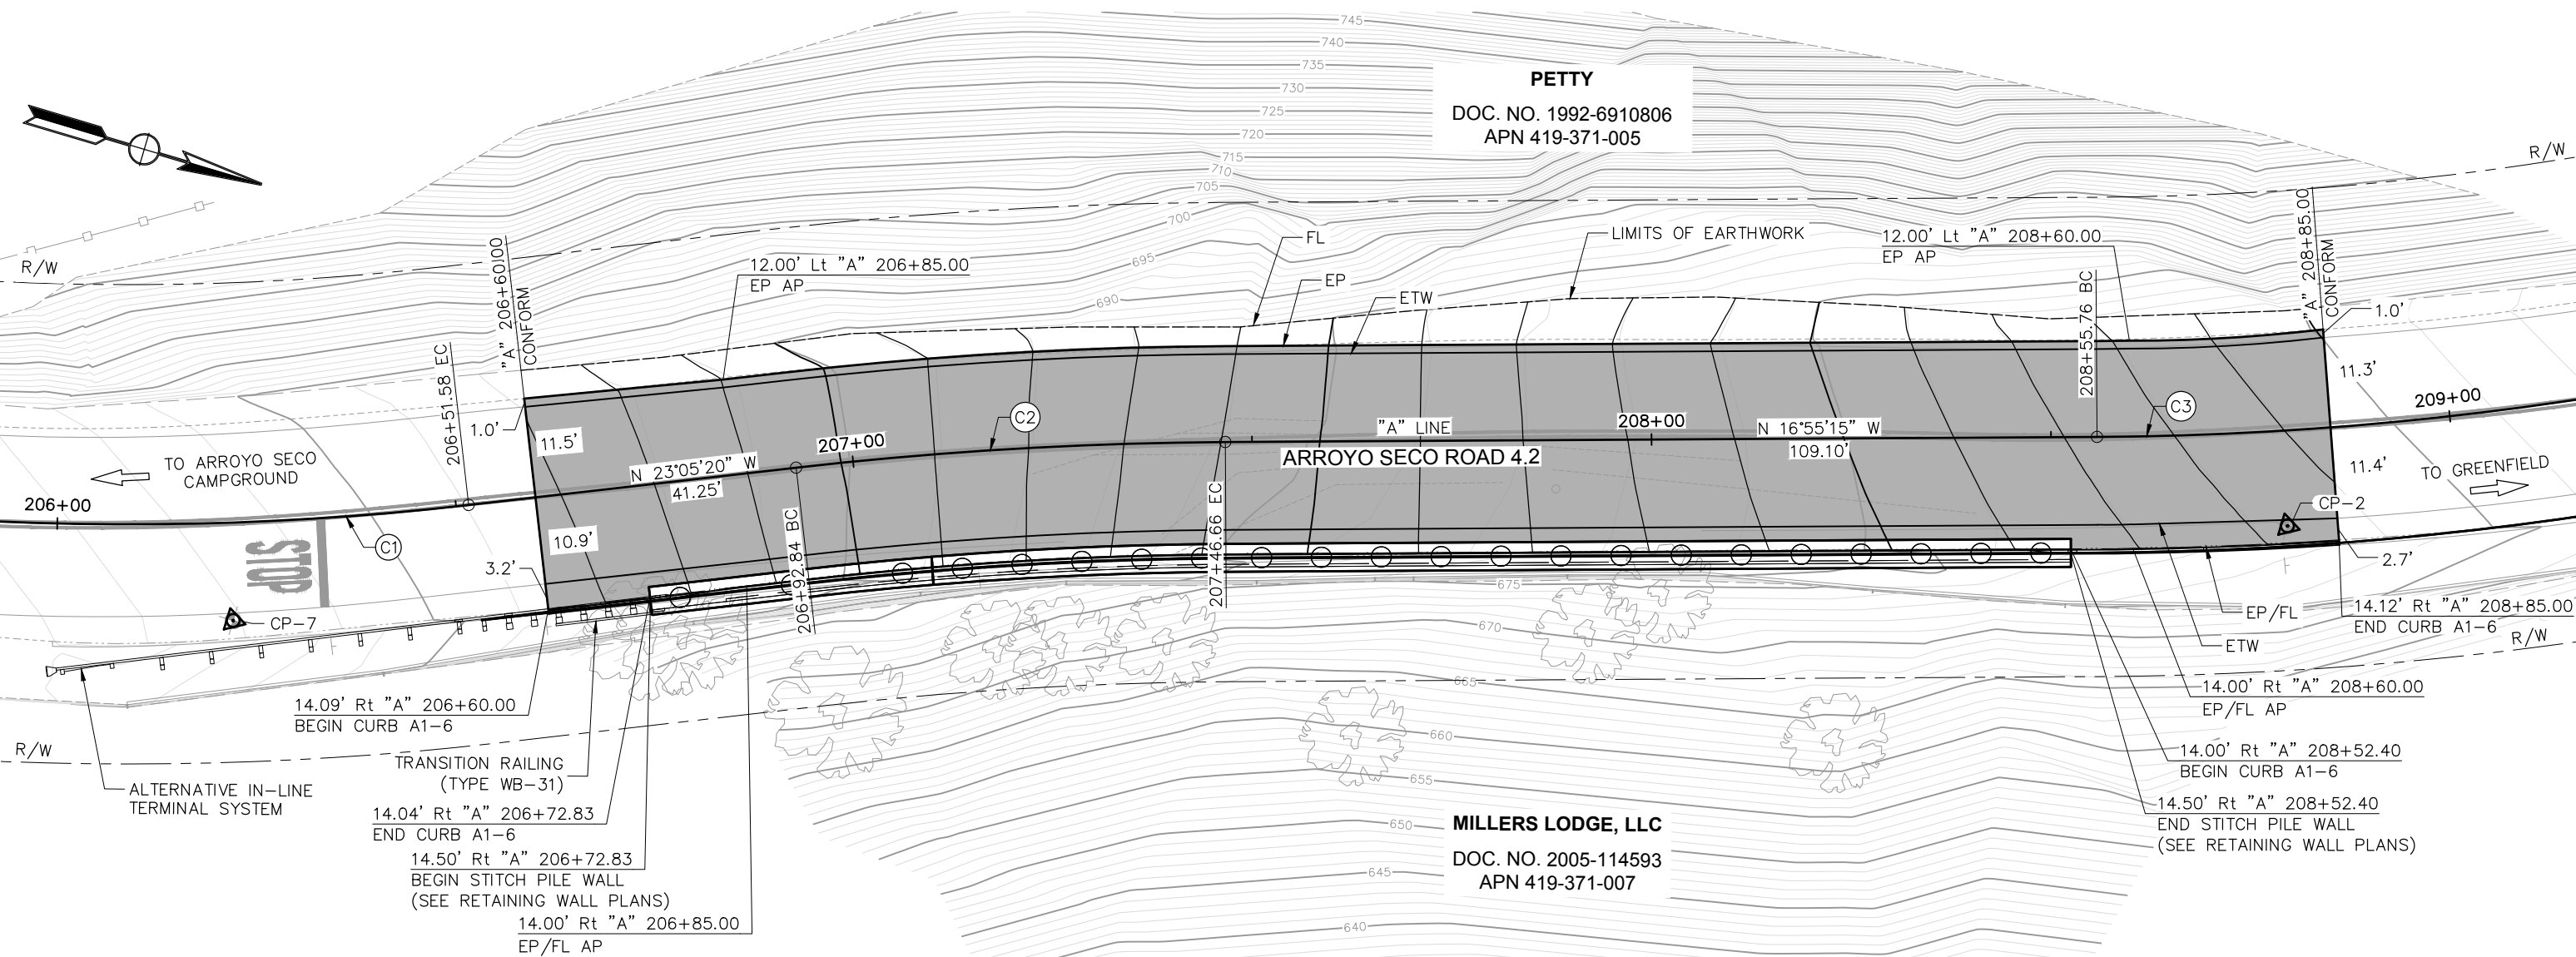 745
740
735
730
725
720
715
710
705
700
695
690
PETTY
DOC. NO. 1992-6910806
APN 419-371-005
R/W
R/W
"A" 206+60.00
CONFORM
12.00' Lt "A" 206+85.00
EP AP
FL
EP
ETW
LIMITS OF EARTHWORK
12.00' Lt "A" 208+60.00
EP AP
"A" 208+85.00
CONFORM
1.0'
11.3'
11.4'
2.7'
206+51.58 EC
1.0'
11.5'
10.9'
3.2'
TO ARROYO SECO
CAMPGROUND
206+00
C1
STOP
CP-7
N 23°05'20" W
41.25'
206+92.84 BC
207+00
C2
207+46.66 EC
"A" LINE
ARROYO SECO ROAD 4.2
208+00
N 16°55'15" W
109.10'
208+55.76 BC
C3
209+00
TO GREENFIELD
CP-2
675
670
665
660
655
650
645
640
EP/FL
ETW
14.12' Rt "A" 208+85.00
END CURB A1-6
R/W
14.00' Rt "A" 208+60.00
EP/FL AP
14.00' Rt "A" 208+52.40
BEGIN CURB A1-6
14.50' Rt "A" 208+52.40
END STITCH PILE WALL
(SEE RETAINING WALL PLANS)
14.09' Rt "A" 206+60.00
BEGIN CURB A1-6
R/W
ALTERNATIVE IN-LINE
TERMINAL SYSTEM
TRANSITION RAILING
(TYPE WB-31)
14.04' Rt "A" 206+72.83
END CURB A1-6
14.50' Rt "A" 206+72.83
BEGIN STITCH PILE WALL
(SEE RETAINING WALL PLANS)
14.00' Rt "A" 206+85.00
EP/FL AP
MILLERS LODGE, LLC
DOC. NO. 2005-114593
APN 419-371-007